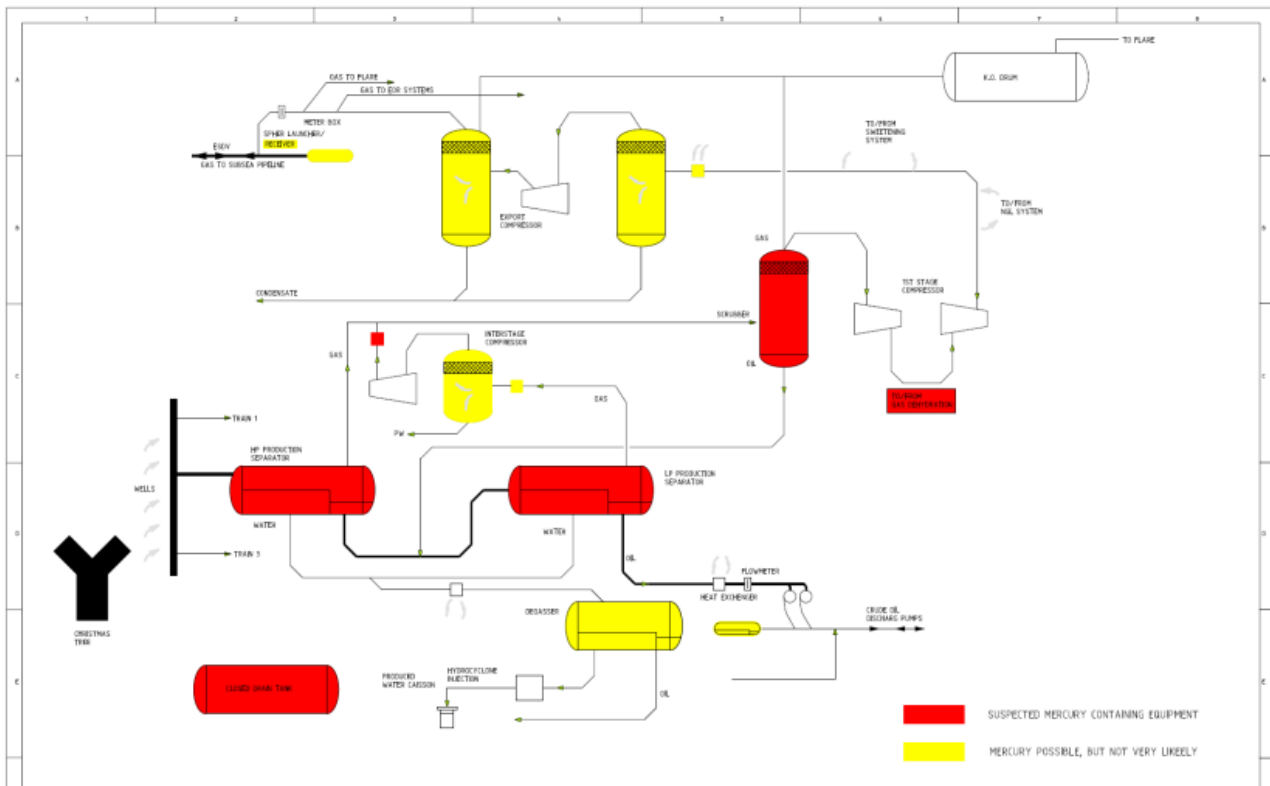 1 2 3 4 5 6 7 8
A
A
TO FLARE
K.O. DRUM
GAS TO FLARE
GAS TO EOR SYSTEMS
METER BOX
SPHER LAUNCHER/
RECEIVER
ESDV
GAS TO SUBSEA PIPELINE
TO/FROM
SWEETENING
SYSTEM
TO/FROM
NGL SYSTEM
EXPORT
COMPRESSOR
B
B
GAS
1ST STAGE
COMPRESSOR
CONDENSATE
SCRUBBER
INTERSTAGE
COMPRESSOR
GAS
OIL
C
C
TO/FROM
GAS DEHYDRATION
GAS
TRAIN 1
PW
HP PRODUCTION
SEPARATOR
LP PRODUCTION
SEPARATOR
WELLS
WATER
WATER
D
D
TRAIN 3
OIL
FLOWMETER
HEAT EXCHENGER
DEGASSER
CRUDE OIL
DISCHARG PUMPS
CHRISTMAS
TREE
PRODUCED
WATER CAISSON
HYDROCYCLONE
INJECTION
OIL
E
E
CLOSED DRAIN TANK
SUSPECTED MERCURY CONTAINING EQUIPMENT
MERCURY POSSIBLE, BUT NOT VERY LIKEELY